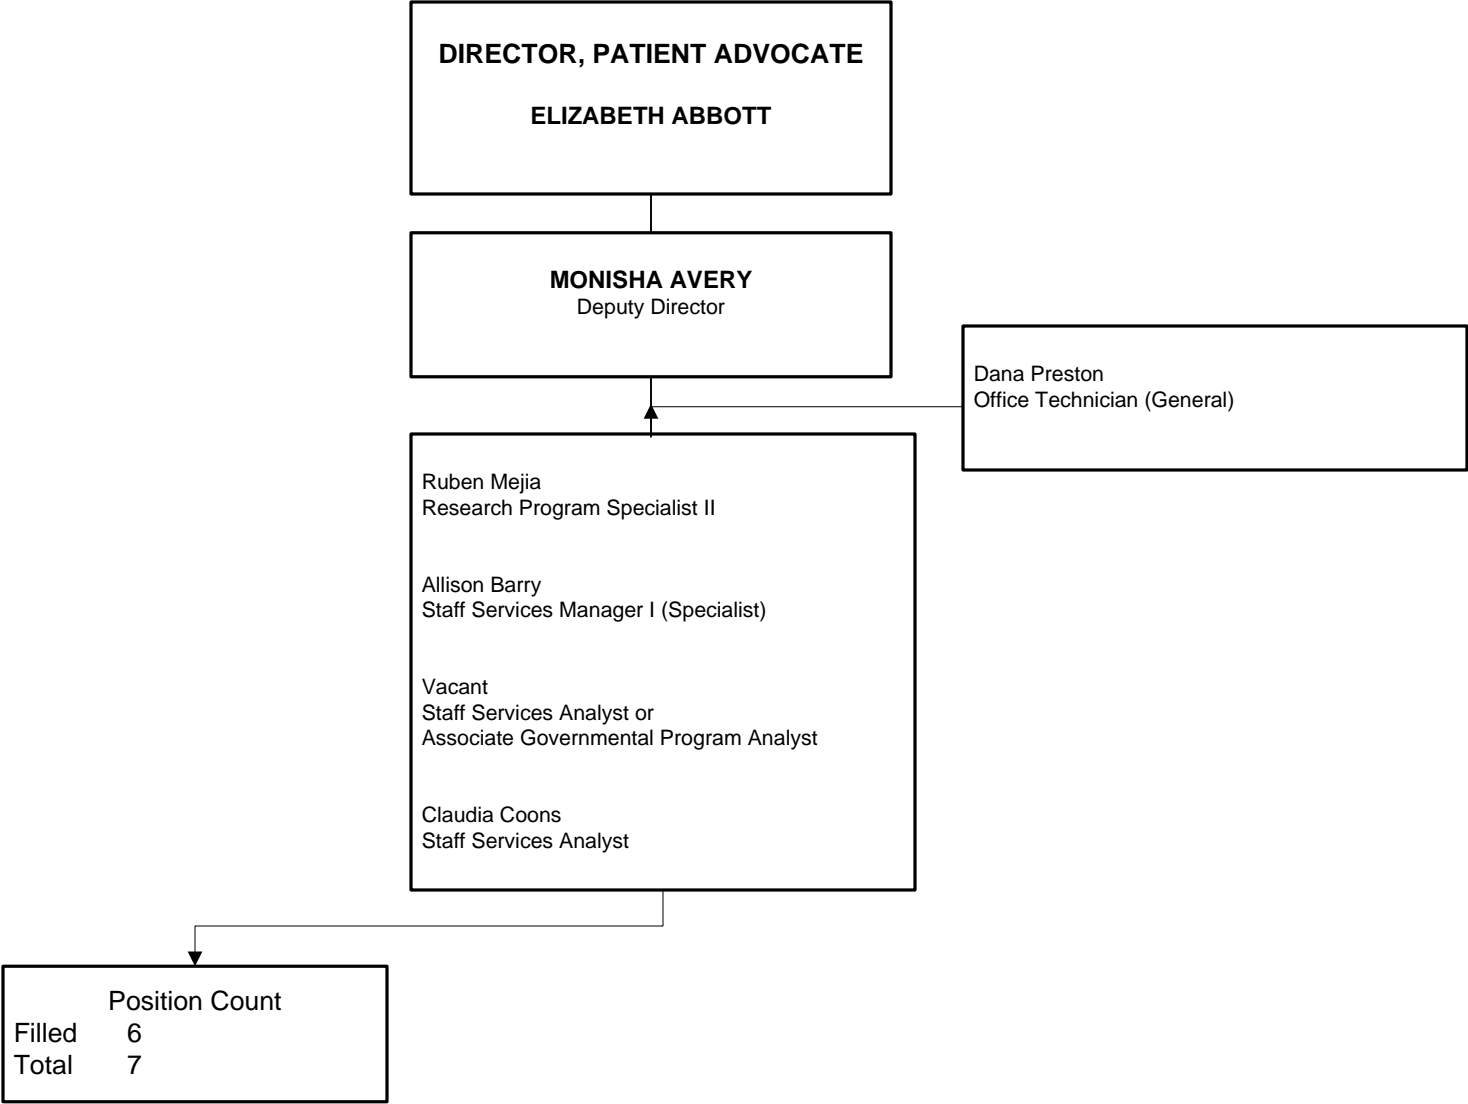 DIRECTOR, PATIENT ADVOCATE
ELIZABETH ABBOTT
MONISHA AVERY
Deputy Director
Dana Preston
Office Technician (General)
Ruben Mejia
Research Program Specialist II
Allison Barry
Staff Services Manager I (Specialist)
Vacant
Staff Services Analyst or
Associate Governmental Program Analyst
Claudia Coons
Staff Services Analyst
Position Count
Filled 6
Total 7